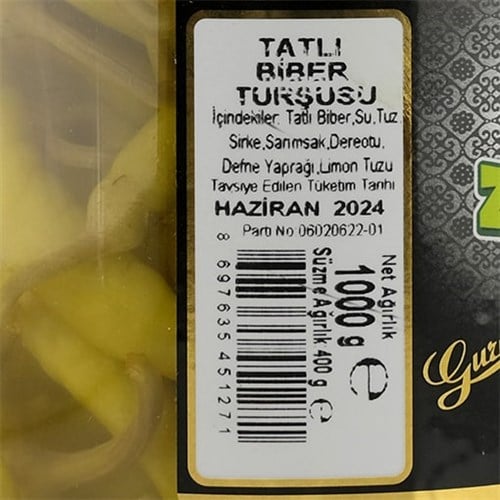 TATLI
BİBER
TURŞUSU
İçindekiler: Tatlı Biber,Su,Tuz
Sirke,Sarımsak,Dereotu,
Defne Yaprağı,Limon Tuzu
Tavsiye Edilen Tüketim Tarihi
HAZİRAN 2024
Parti No:06020622-01
Net Ağırlık
1000 g e
Süzme Ağırlık 400 g e
8 697635 451271